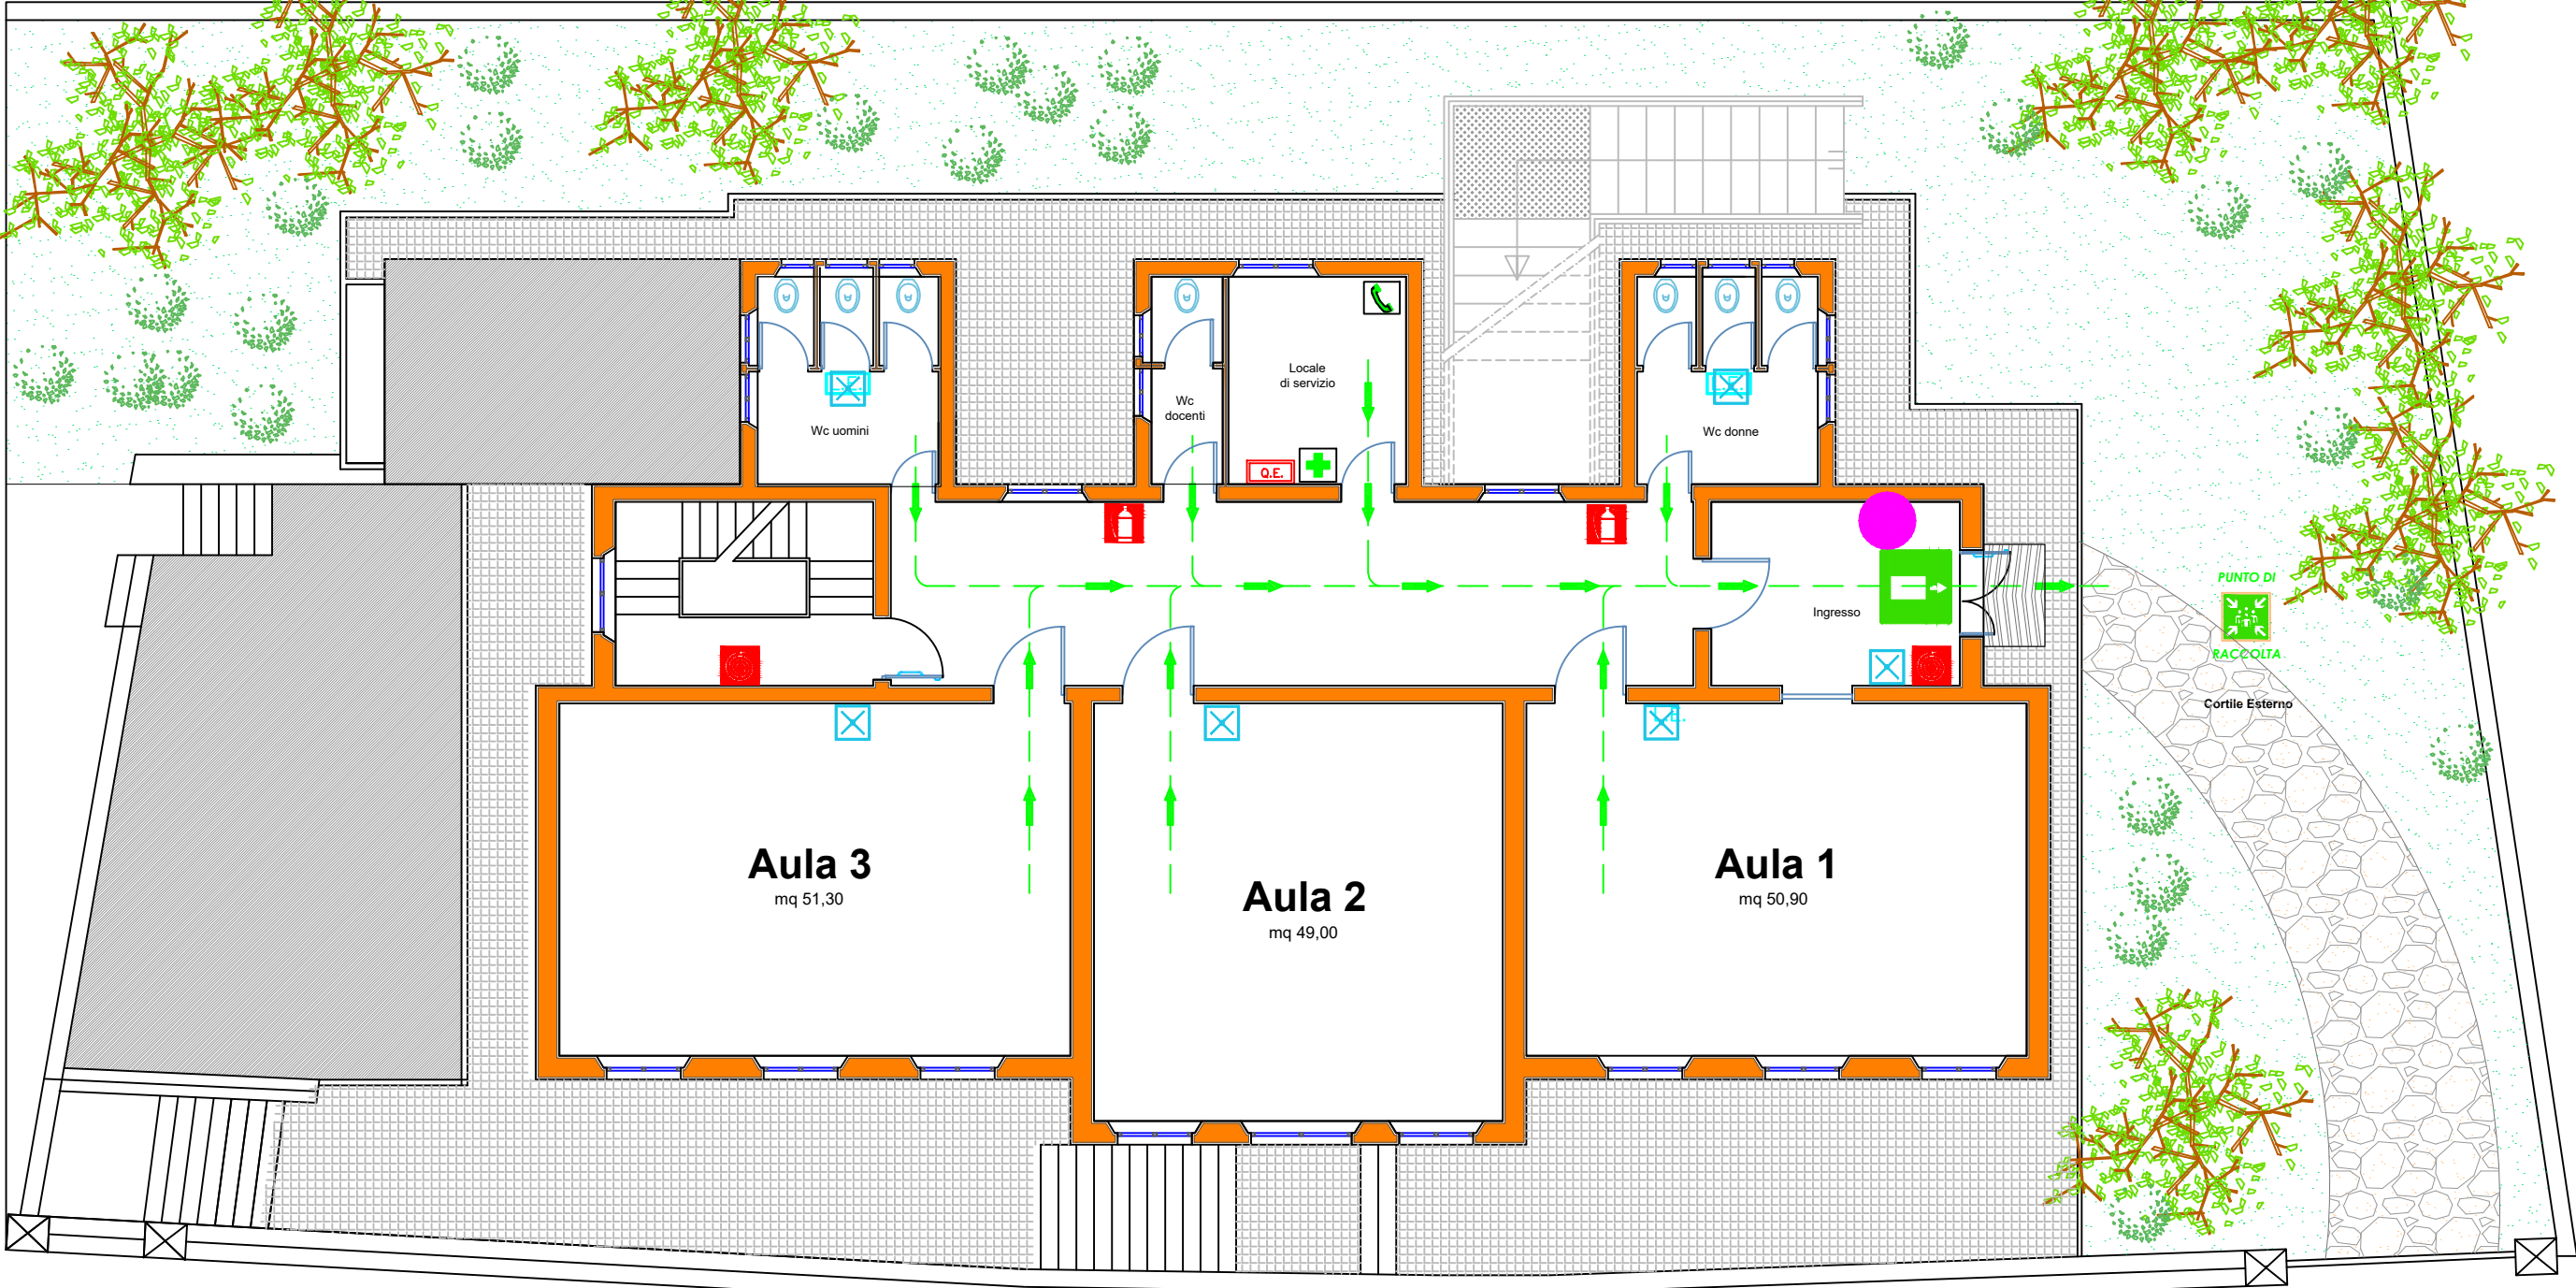 Locale
di servizio
Wc
docenti
Wc uomini
Wc donne
Q.E.
PUNTO DI
RACCOLTA
Ingresso
Cortile Esterno
Aula 3
mq 51,30
Aula 2
mq 49,00
Aula 1
mq 50,90